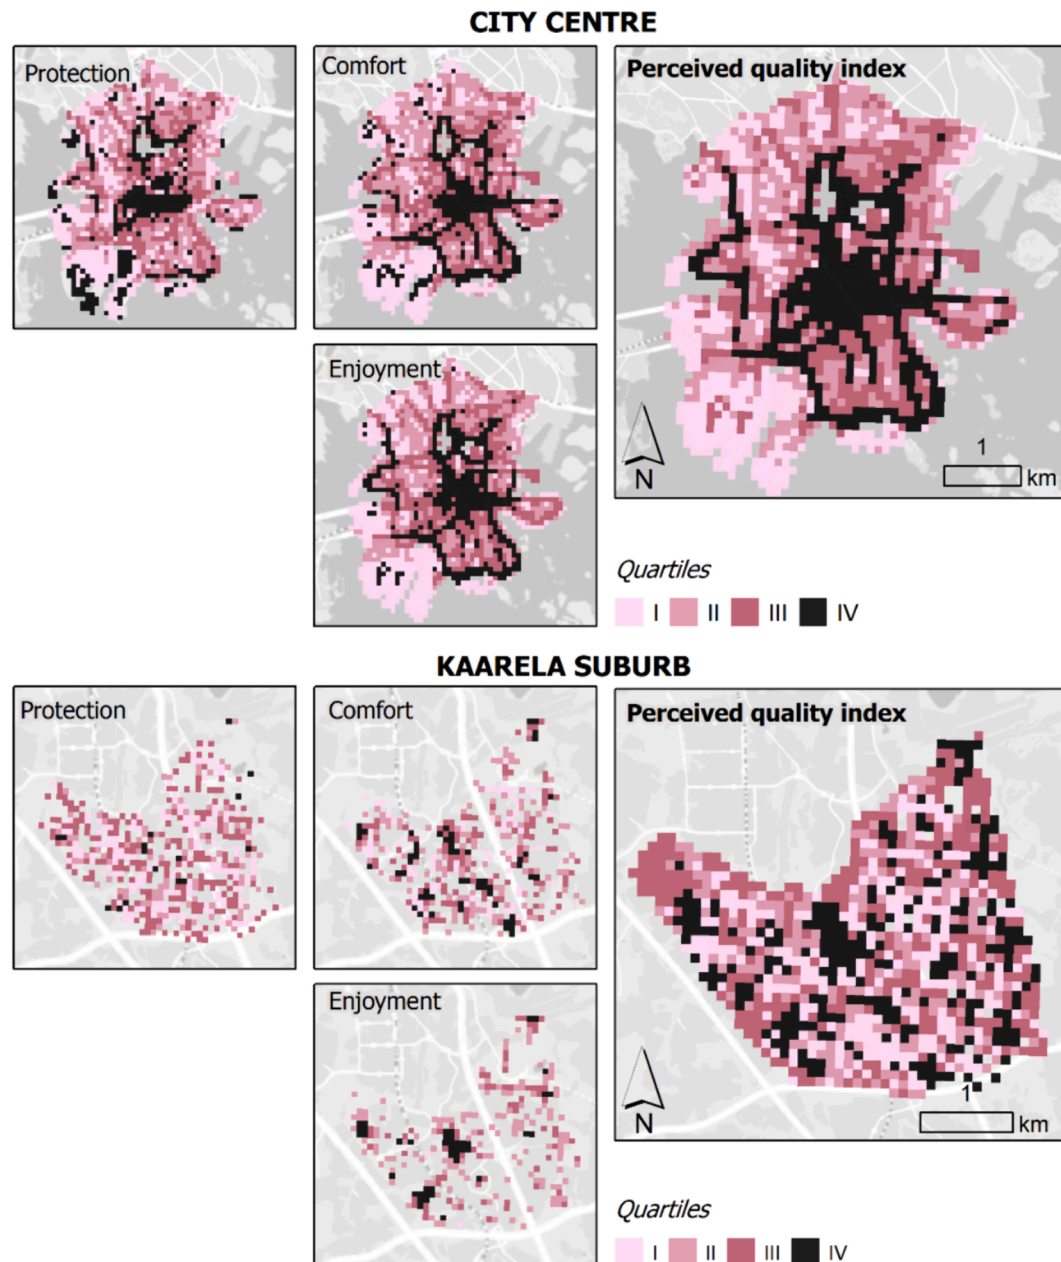 CITY CENTRE
Protection
Comfort
Perceived quality index
Enjoyment
1
N
km
Quartiles
I II III IV
KAARELA SUBURB
Protection
Comfort
Perceived quality index
Enjoyment
1
N
km
Quartiles
I II III IV